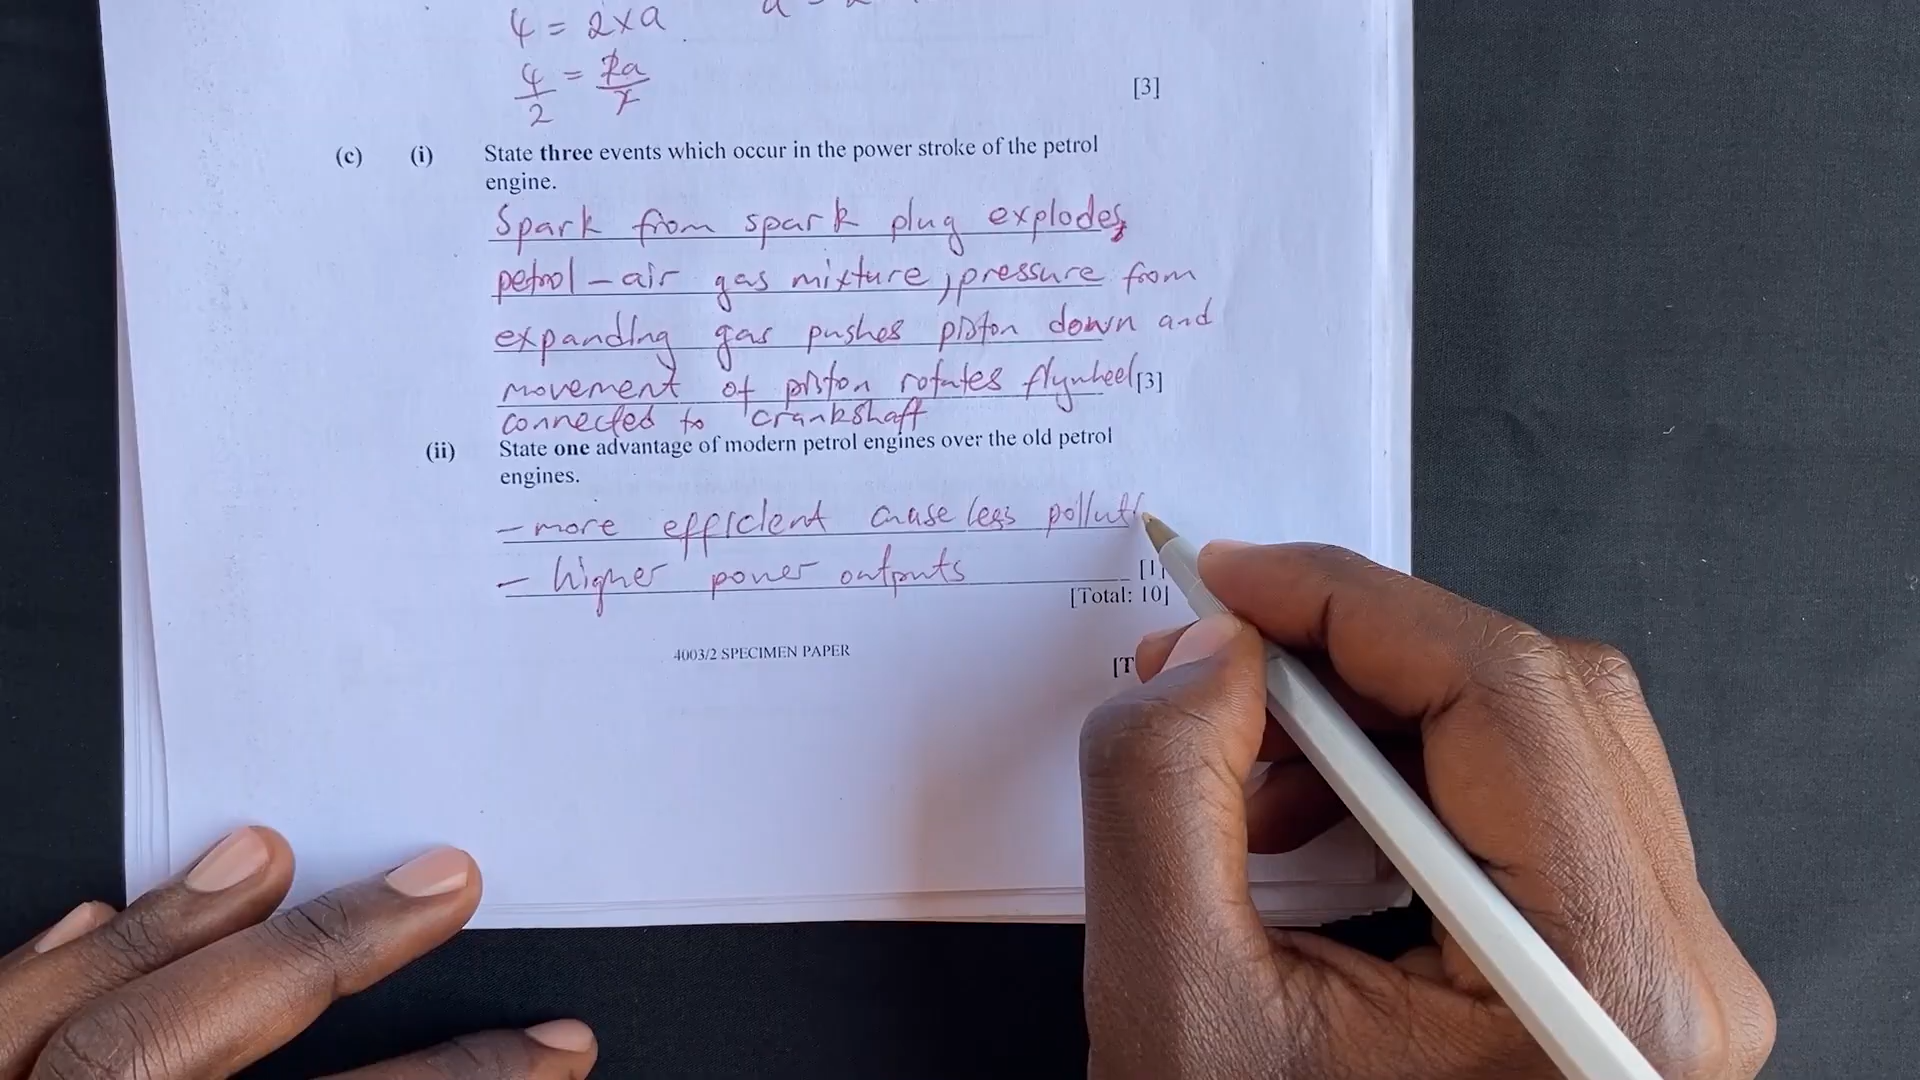 4 = 2 x a
4/2 = 2a/2
[3]
(c) (i) State three events which occur in the power stroke of the petrol
engine.
Spark from spark plug explodes
petrol - air gas mixture, pressure from
expanding gas pushes piston down and
movement of piston rotates flywheel [3]
connected to crankshaft
(ii) State one advantage of modern petrol engines over the old petrol
engines.
- more efficient cause less polluti
- higher power outputs [1]
[Total: 10]
4003/2 SPECIMEN PAPER
[T